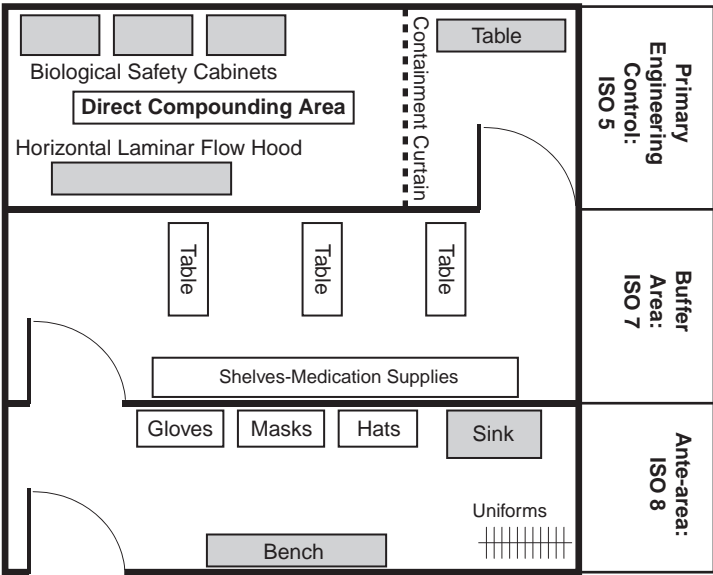 Table
Biological Safety Cabinets
Direct Compounding Area
Horizontal Laminar Flow Hood
Containment Curtain
Primary
Engineering
Control:
ISO 5
Table
Table
Table
Shelves-Medication Supplies
Buffer
Area:
ISO 7
Gloves
Masks
Hats
Sink
Uniforms
Bench
Ante-area:
ISO 8